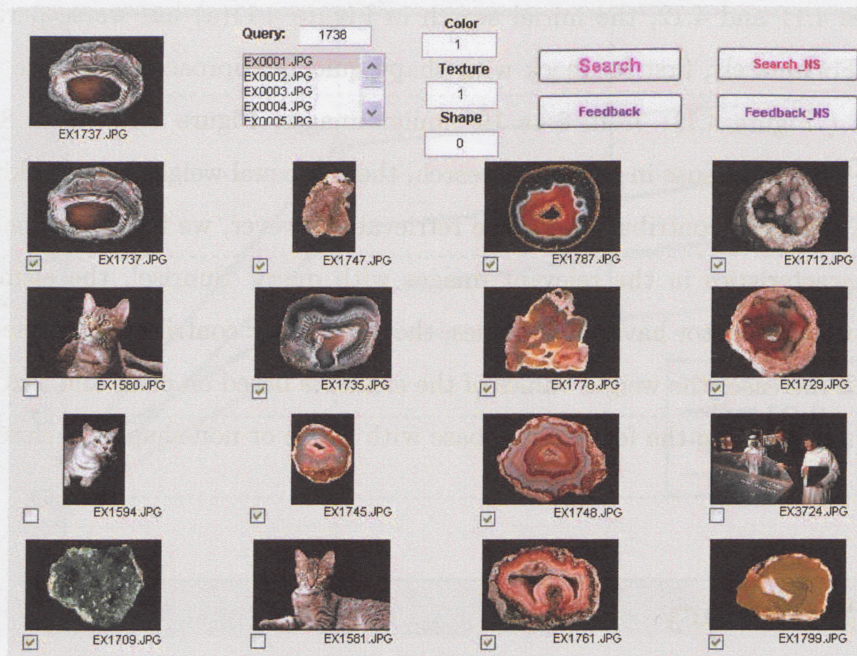 Query: 1738
Color
1
EX0001.JPG
EX0002.JPG
EX0003.JPG
EX0004.JPG
EX0005.JPG
Texture
1
Shape
0
Search
Search_NS
Feedback
Feedback_NS
EX1737.JPG
EX1737.JPG
EX1747.JPG
EX1787.JPG
EX1712.JPG
EX1580.JPG
EX1735.JPG
EX1778.JPG
EX1729.JPG
EX1594.JPG
EX1745.JPG
EX1748.JPG
EX3724.JPG
EX1709.JPG
EX1581.JPG
EX1761.JPG
EX1799.JPG